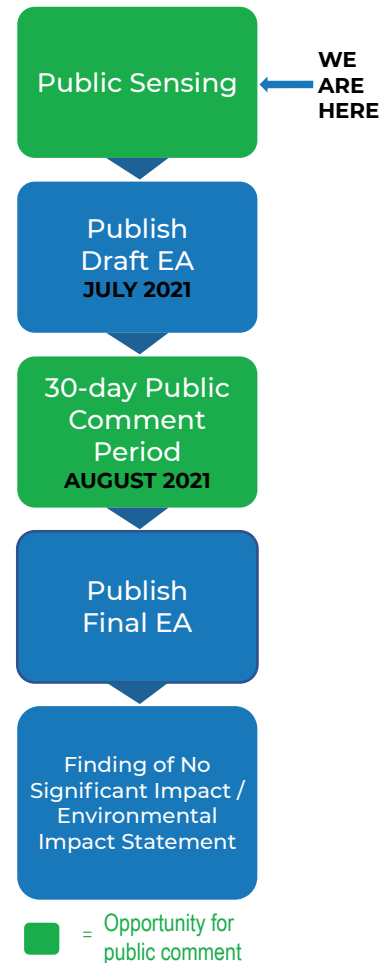 Public Sensing
WE
ARE
HERE
Publish
Draft EA
JULY 2021
30-day Public
Comment
Period
AUGUST 2021
Publish
Final EA
Finding of No
Significant Impact /
Environmental
Impact Statement
= Opportunity for
public comment